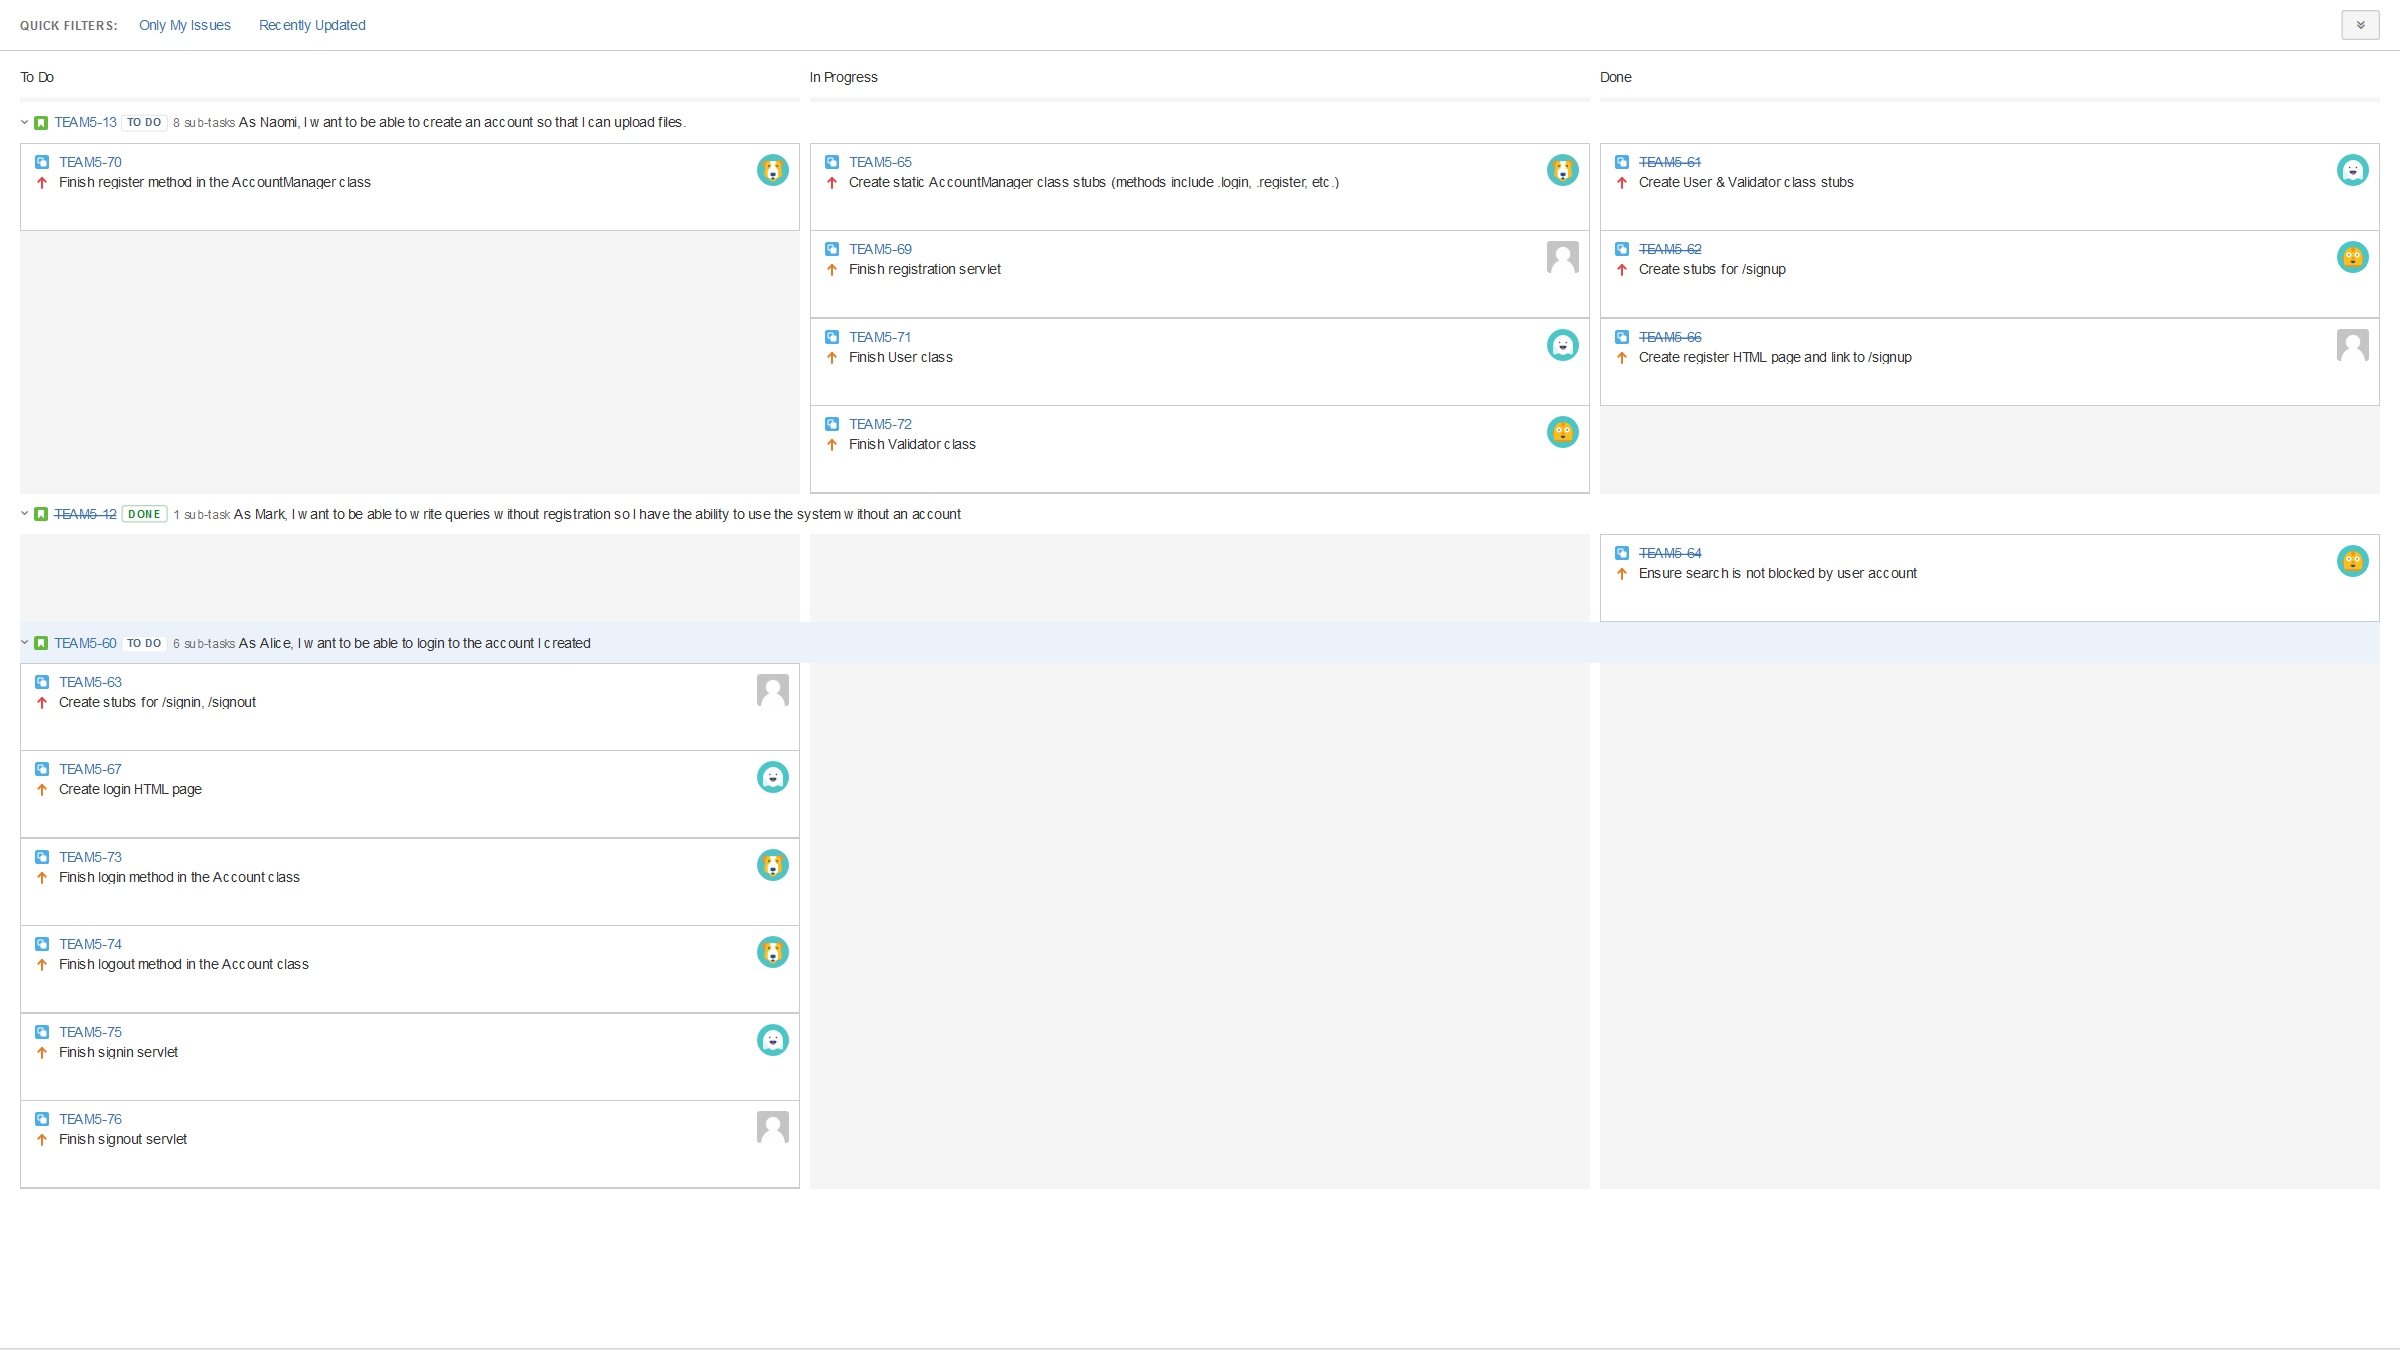 QUICK FILTERS: Only My Issues Recently Updated
To Do In Progress Done
TEAM5-13 TO DO 8 sub-tasks As Naomi, I want to be able to create an account so that I can upload files.
TEAM5-70
Finish register method in the AccountManager class
TEAM5-65
Create static AccountManager class stubs (methods include .login, .register, etc.)
TEAM5-69
Finish registration servlet
TEAM5-71
Finish User class
TEAM5-72
Finish Validator class
TEAM5-61
Create User & Validator class stubs
TEAM5-62
Create stubs for /signup
TEAM5-66
Create register HTML page and link to /signup
TEAM5-12 DONE 1 sub-task As Mark, I want to be able to write queries without registration so I have the ability to use the system without an account
TEAM5-64
Ensure search is not blocked by user account
TEAM5-60 TO DO 6 sub-tasks As Alice, I want to be able to login to the account I created
TEAM5-63
Create stubs for /signin, /signout
TEAM5-67
Create login HTML page
TEAM5-73
Finish login method in the Account class
TEAM5-74
Finish logout method in the Account class
TEAM5-75
Finish signin servlet
TEAM5-76
Finish signout servlet